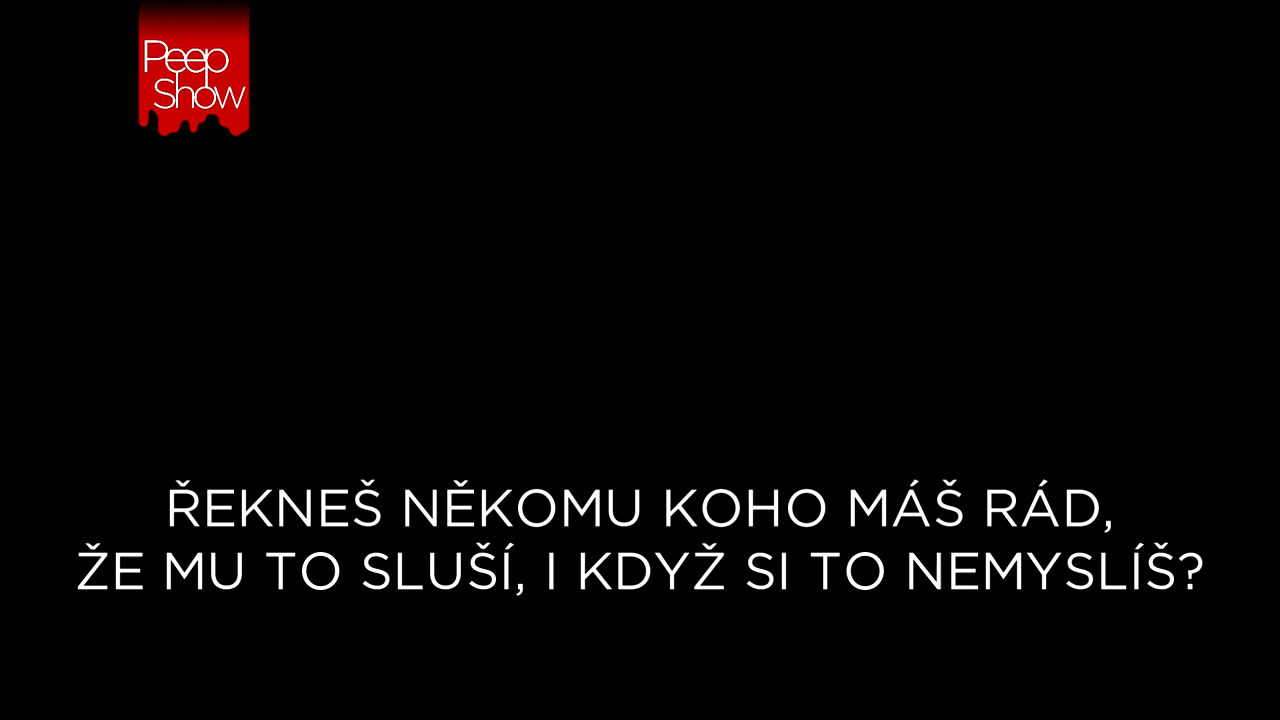 Peep
Show
ŘEKNEŠ NĚKOMU KOHO MÁŠ RÁD,
ŽE MU TO SLUŠÍ, I KDYŽ SI TO NEMYSLÍŠ?